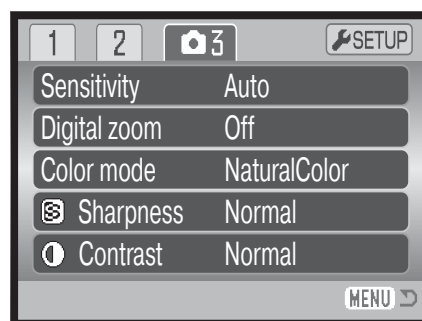 1 2 3 SETUP
Sensitivity Auto
Digital zoom Off
Color mode NaturalColor
S Sharpness Normal
Contrast Normal
MENU